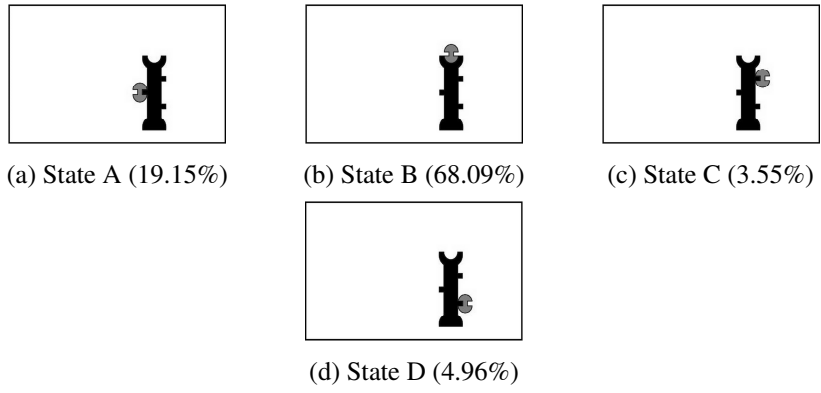 (a) State A (19.15%)
(b) State B (68.09%)
(c) State C (3.55%)
(d) State D (4.96%)